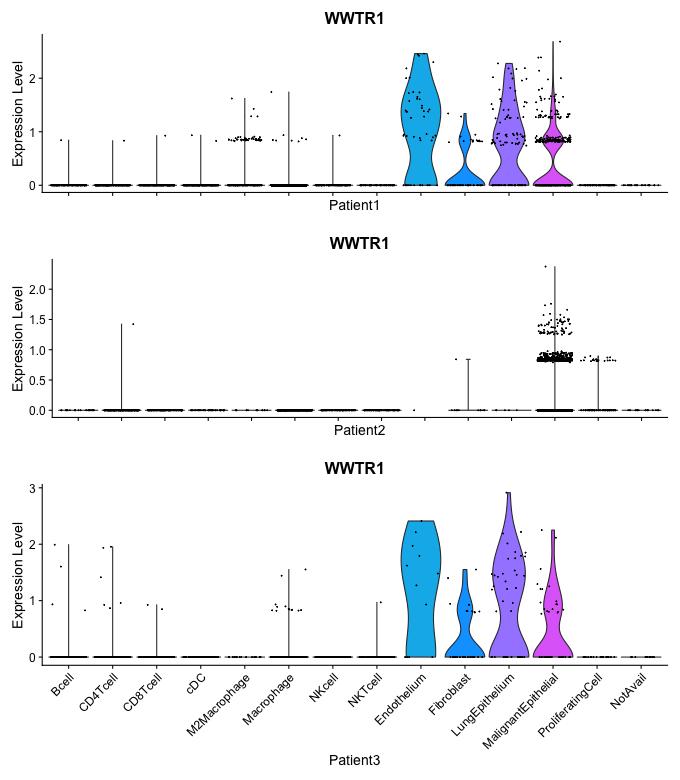 WWTR1
Expression Level
2
1
0
Patient1
WWTR1
Expression Level
2.0
1.5
1.0
0.5
0.0
Patient2
WWTR1
Expression Level
3
2
1
0
Bcell
CD4Tcell
CD8Tcell
cDC
M2Macrophage
Macrophage
NKcell
NKTcell
Endothelium
Fibroblast
LungEpithelium
MalignantEpithelial
ProliferatingCell
NotAvail
Patient3